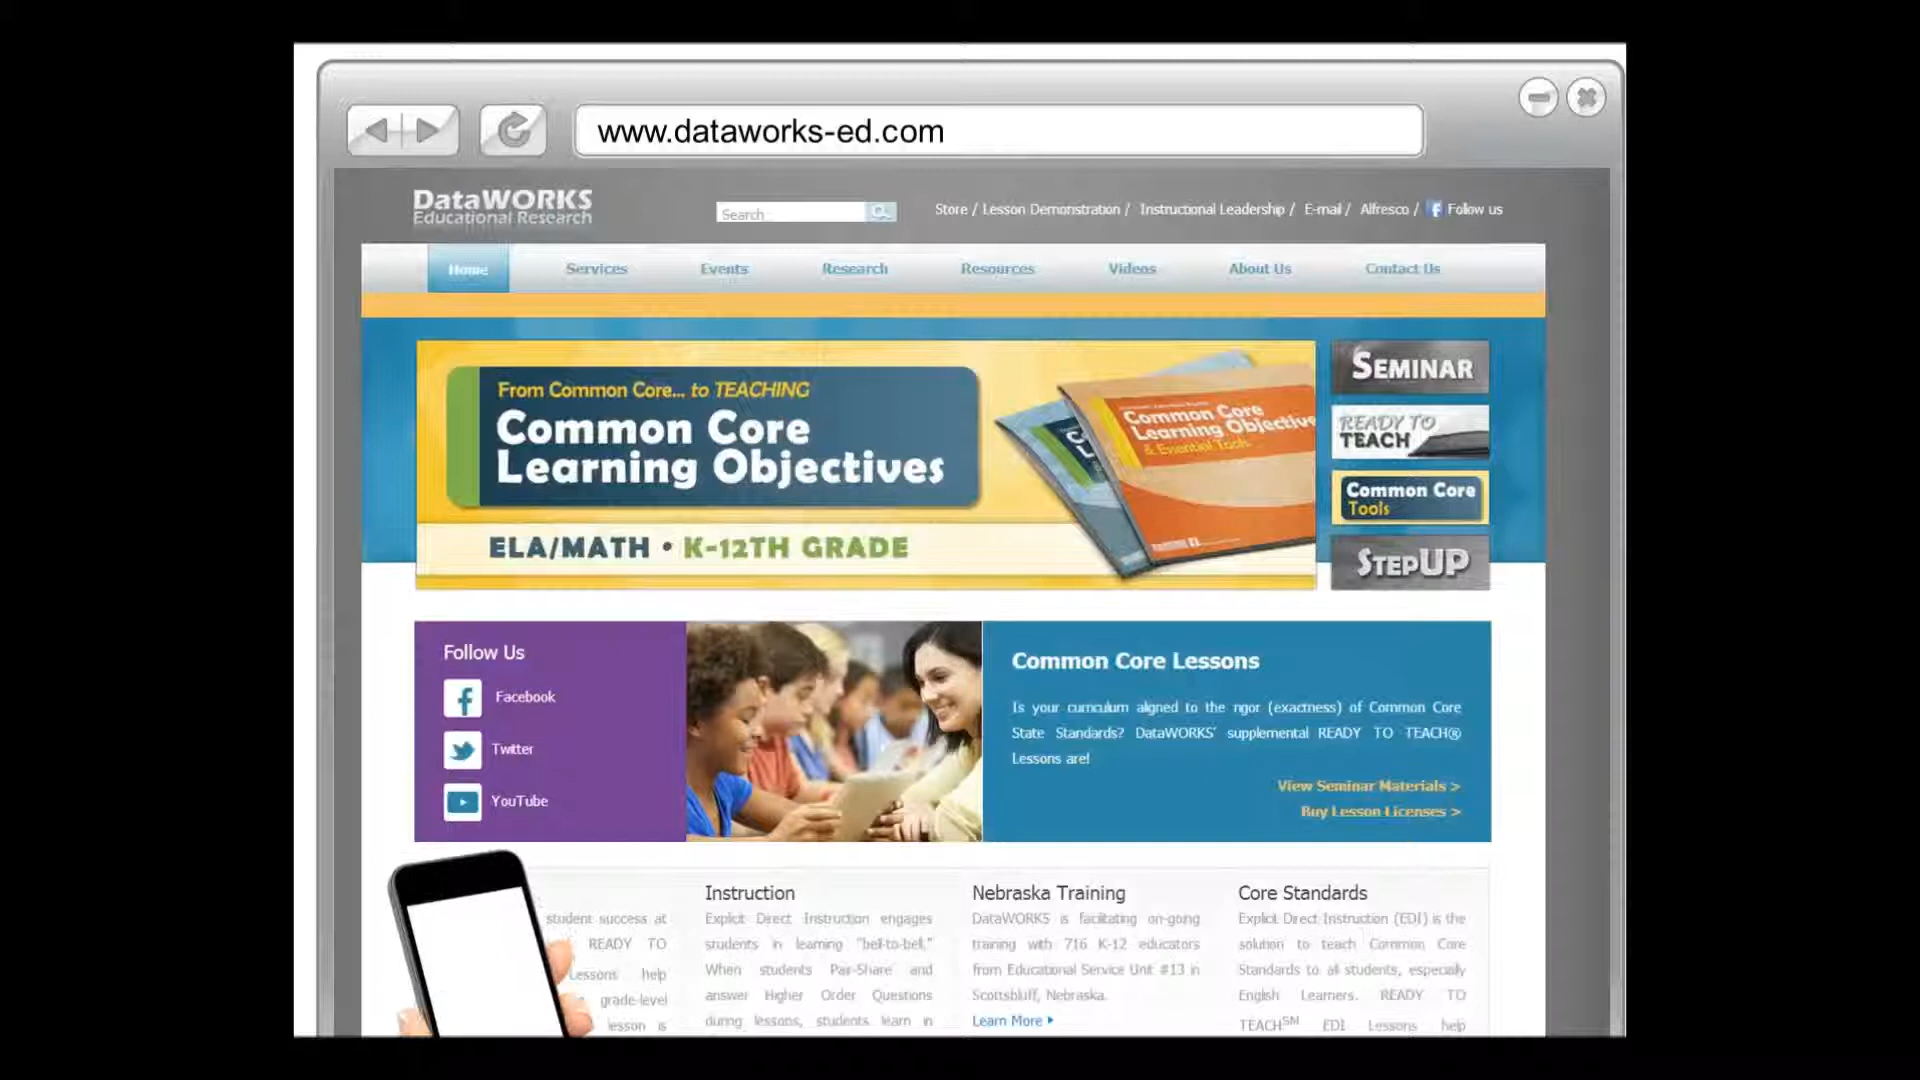 www.dataworks-ed.com
DataWORKS
Educational Research
Search...
Store / Lesson Demonstration / Instructional Leadership / E-mail / Alfresco / Follow us
Home Services Events Research Resources Videos About Us Contact Us
From Common Core... to TEACHING
Common Core
Learning Objectives
ELA/MATH • K-12TH GRADE
Common Core
Learning Objective
& Essential Tools
SEMINAR
READY TO
TEACH
Common Core
Tools
STEPUP
Follow Us
Facebook
Twitter
YouTube
Common Core Lessons
Is your curriculum aligned to the rigor (exactness) of Common Core
State Standards? DataWORKS' supplemental READY TO TEACH®
Lessons are!
View Seminar Materials >
Buy Lesson Licenses >
student success at
READY TO
Lessons help
grade-level
lesson is
Instruction
Explicit Direct Instruction engages
students in learning "bell-to-bell."
When students Pair-Share and
answer Higher Order Questions
during lessons, students learn in
Nebraska Training
DataWORKS is facilitating on-going
training with 716 K-12 educators
from Educational Service Unit #13 in
Scottsbluff, Nebraska.
Learn More
Core Standards
Explicit Direct Instruction (EDI) is the
solution to teach Common Core
Standards to all students, especially
English Learners. READY TO
TEACH℠ EDI Lessons help